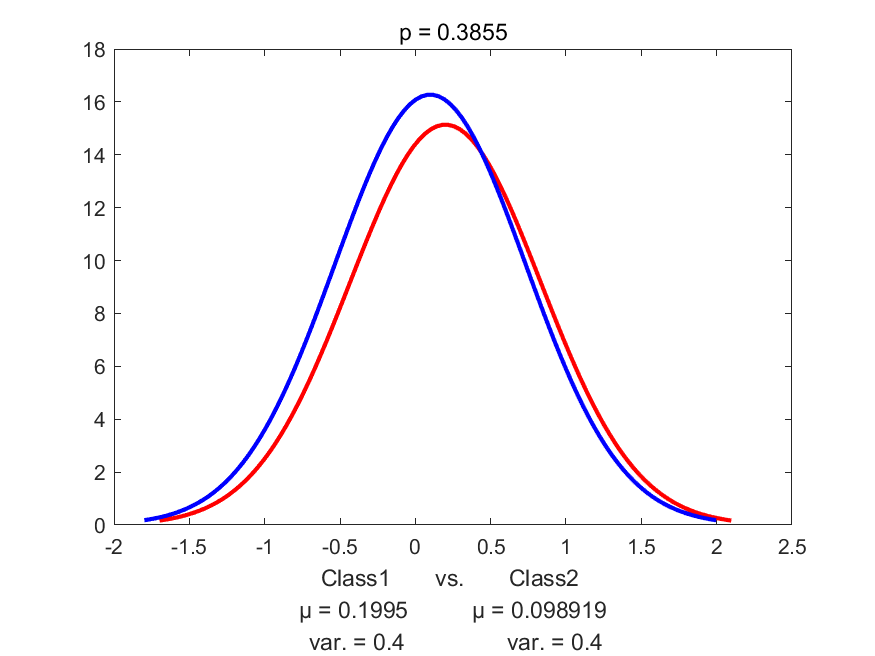 p = 0.3855
18
16
14
12
10
8
6
4
2
0
-2 -1.5 -1 -0.5 0 0.5 1 1.5 2 2.5
Class1 vs. Class2
μ = 0.1995 μ = 0.098919
var. = 0.4 var. = 0.4